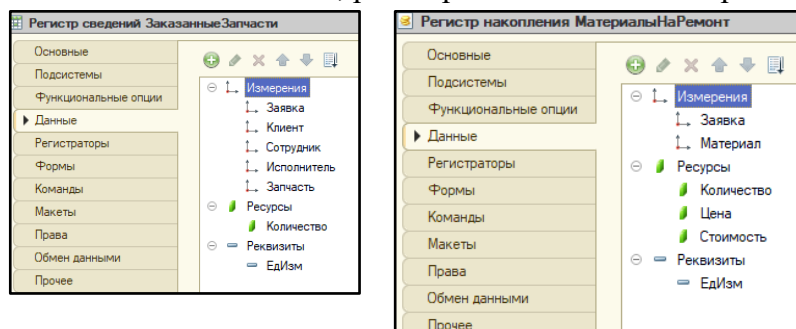 Регистр сведений ЗаказанныеЗапчасти
Основные
Подсистемы
Функциональные опции
Данные
Регистраторы
Формы
Команды
Макеты
Права
Обмен данными
Прочее
Измерения
Заявка
Клиент
Сотрудник
Исполнитель
Запчасть
Ресурсы
Количество
Реквизиты
ЕдИзм
Регистр накопления МатериалыНаРемонт
Основные
Подсистемы
Функциональные опции
Данные
Регистраторы
Формы
Команды
Макеты
Права
Обмен данными
Прочее
Измерения
Заявка
Материал
Ресурсы
Количество
Цена
Стоимость
Реквизиты
ЕдИзм